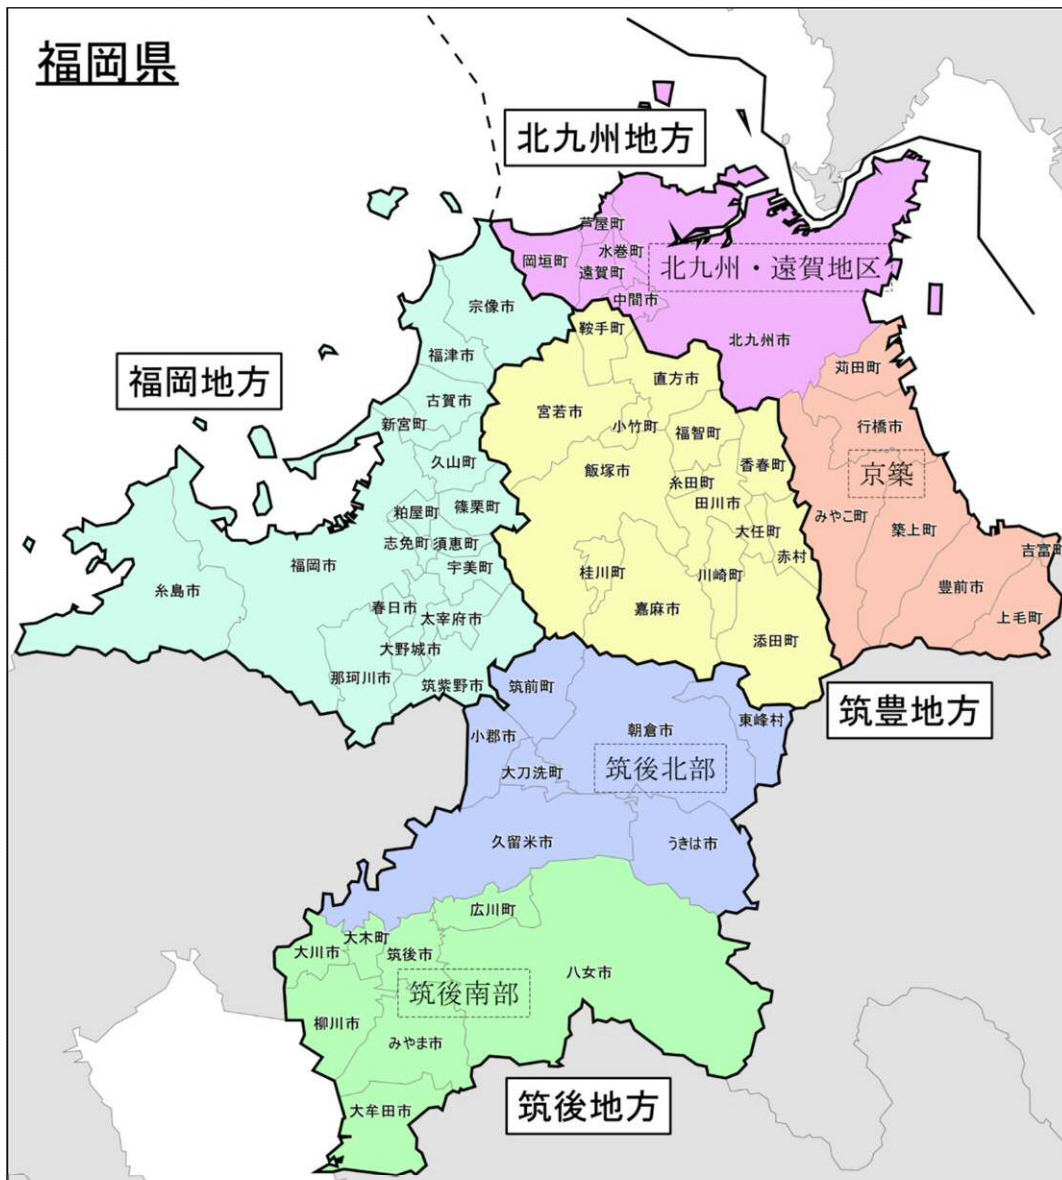 福岡県
北九州地方
芦屋町
水巻町
岡垣町
遠賀町
北九州・遠賀地区
中間市
宗像市
鞍手町
北九州市
福津市
苅田町
福岡地方
直方市
古賀市
宮若市
新宮町
小竹町
福智町
行橋市
久山町
飯塚市
香春町
京築
糸田町
篠栗町
粕屋町
田川市
みやこ町
大任町
築上町
志免町
須恵町
吉富町
福岡市
宇美町
赤村
糸島市
桂川町
川崎町
豊前市
春日市
嘉麻市
太宰府市
上毛町
添田町
大野城市
那珂川市
筑紫野市
筑前町
筑豊地方
東峰村
小郡市
朝倉市
大刀洗町
筑後北部
久留米市
うきは市
広川町
大木町
大川市
筑後市
八女市
筑後南部
柳川市
みやま市
筑後地方
大牟田市